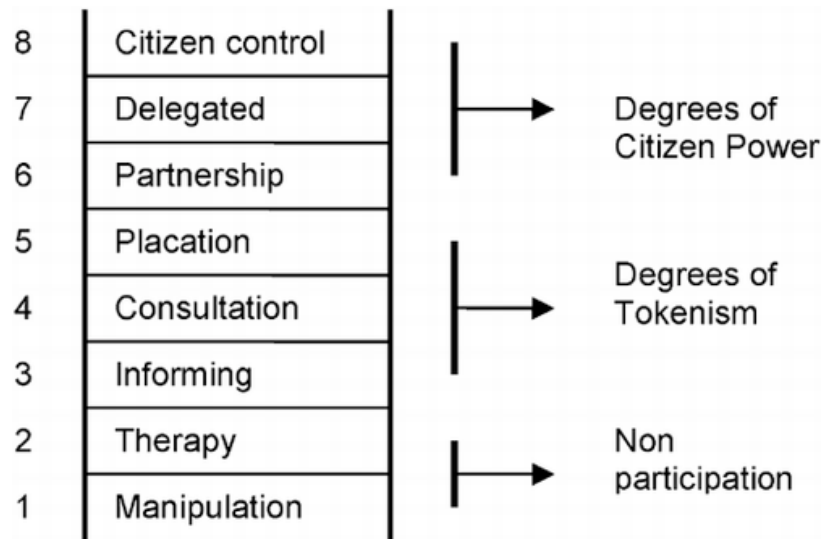 8 Citizen control
7 Delegated
6 Partnership
5 Placation
4 Consultation
3 Informing
2 Therapy
1 Manipulation
Degrees of
Citizen Power
Degrees of
Tokenism
Non
participation